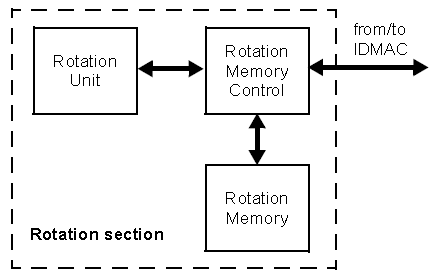 Rotation
Unit
Rotation
Memory
Control
from/to
IDMAC
Rotation
Memory
Rotation section